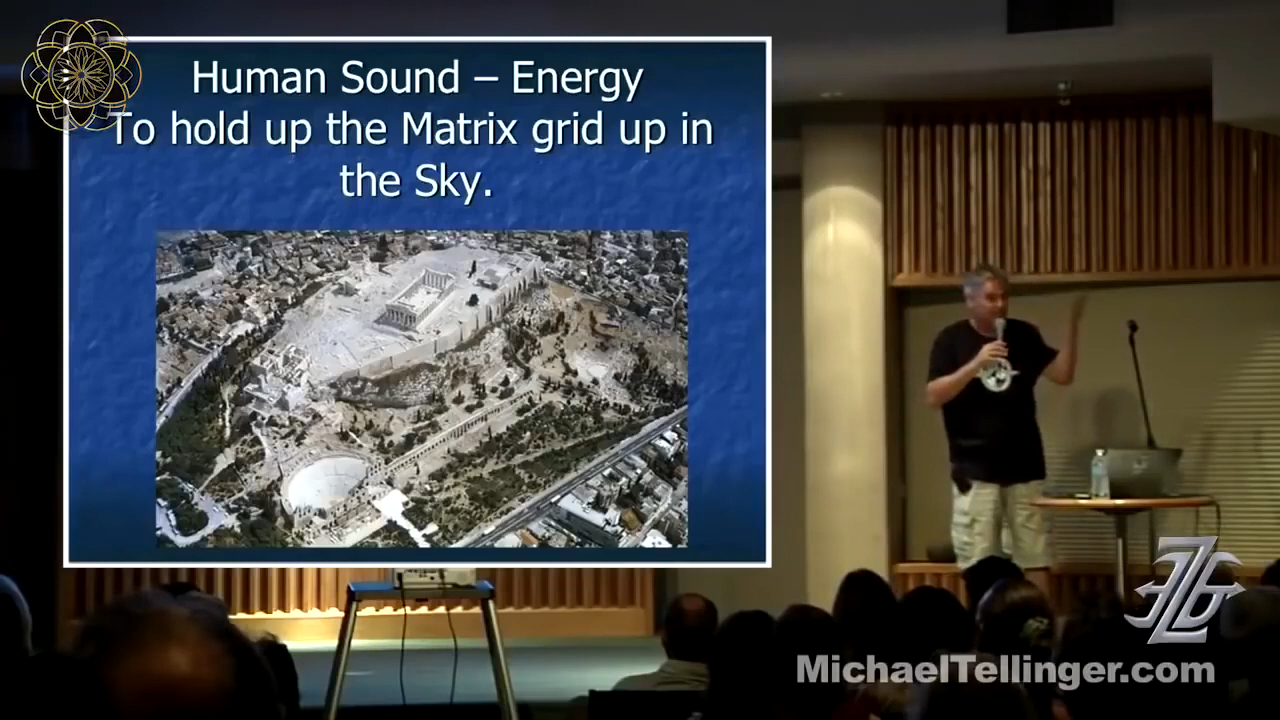 Human Sound – Energy
To hold up the Matrix grid up in
the Sky.
MichaelTellinger.com